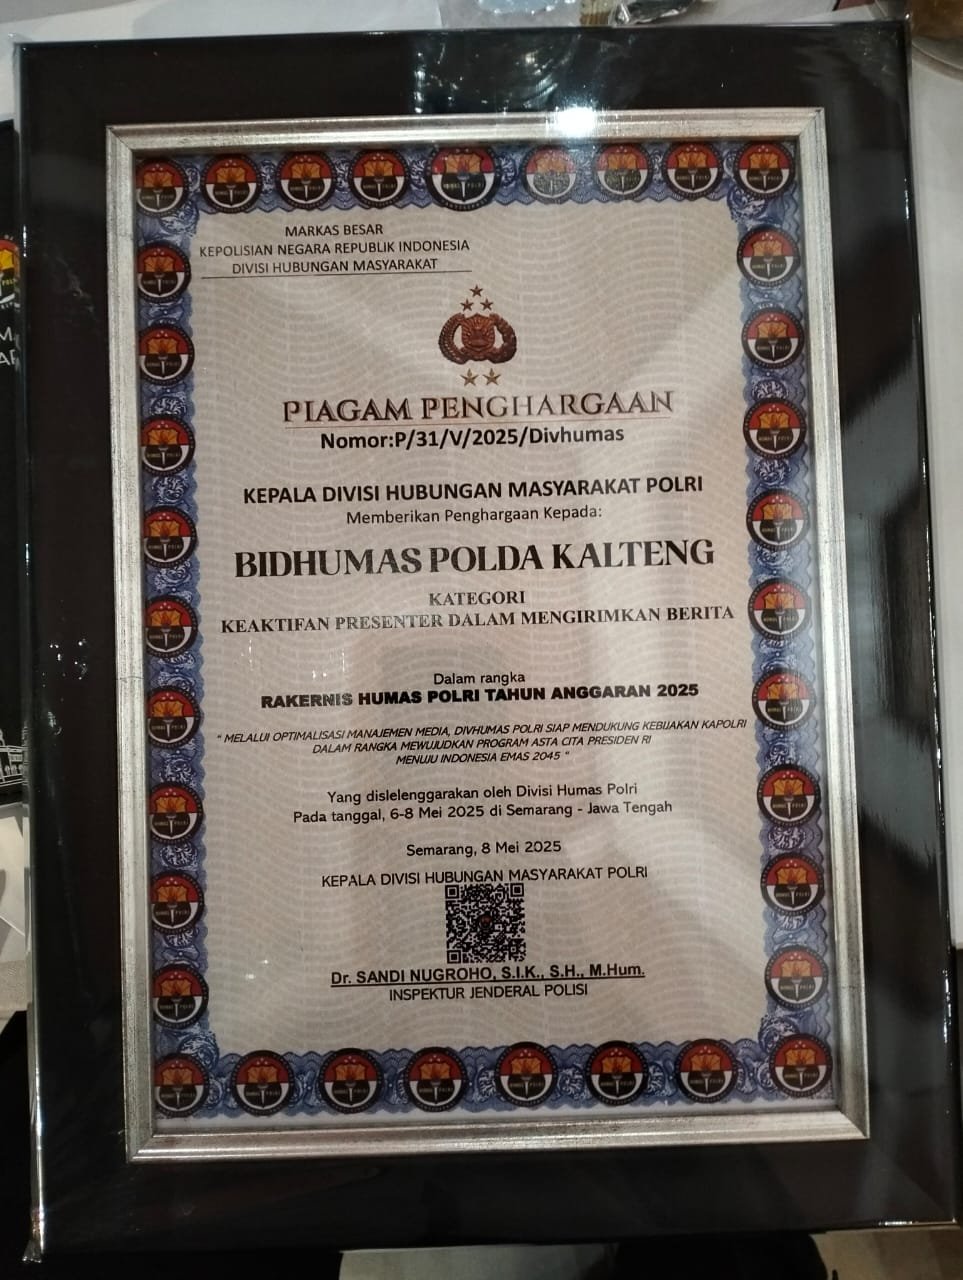 MARKAS BESAR
KEPOLISIAN NEGARA REPUBLIK INDONESIA
DIVISI HUBUNGAN MASYARAKAT
PIAGAM PENGHARGAAN
Nomor:P/31/V/2025/Divhumas
KEPALA DIVISI HUBUNGAN MASYARAKAT POLRI
Memberikan Penghargaan Kepada:
BIDHUMAS POLDA KALTENG
KATEGORI
KEAKTIFAN PRESENTER DALAM MENGIRIMKAN BERITA
Dalam rangka
RAKERNIS HUMAS POLRI TAHUN ANGGARAN 2025
" MELALUI OPTIMALISASI MANAJEMEN MEDIA, DIVHUMAS POLRI SIAP MENDUKUNG KEBIJAKAN KAPOLRI
DALAM RANGKA MEWUJUDKAN PROGRAM ASTA CITA PRESIDEN RI
MENUJU INDONESIA EMAS 2045 "
Yang dislelenggarakan oleh Divisi Humas Polri
Pada tanggal, 6-8 Mei 2025 di Semarang - Jawa Tengah
Semarang, 8 Mei 2025
KEPALA DIVISI HUBUNGAN MASYARAKAT POLRI
Dr. SANDI NUGROHO, S.I.K., S.H., M.Hum.
INSPEKTUR JENDERAL POLISI